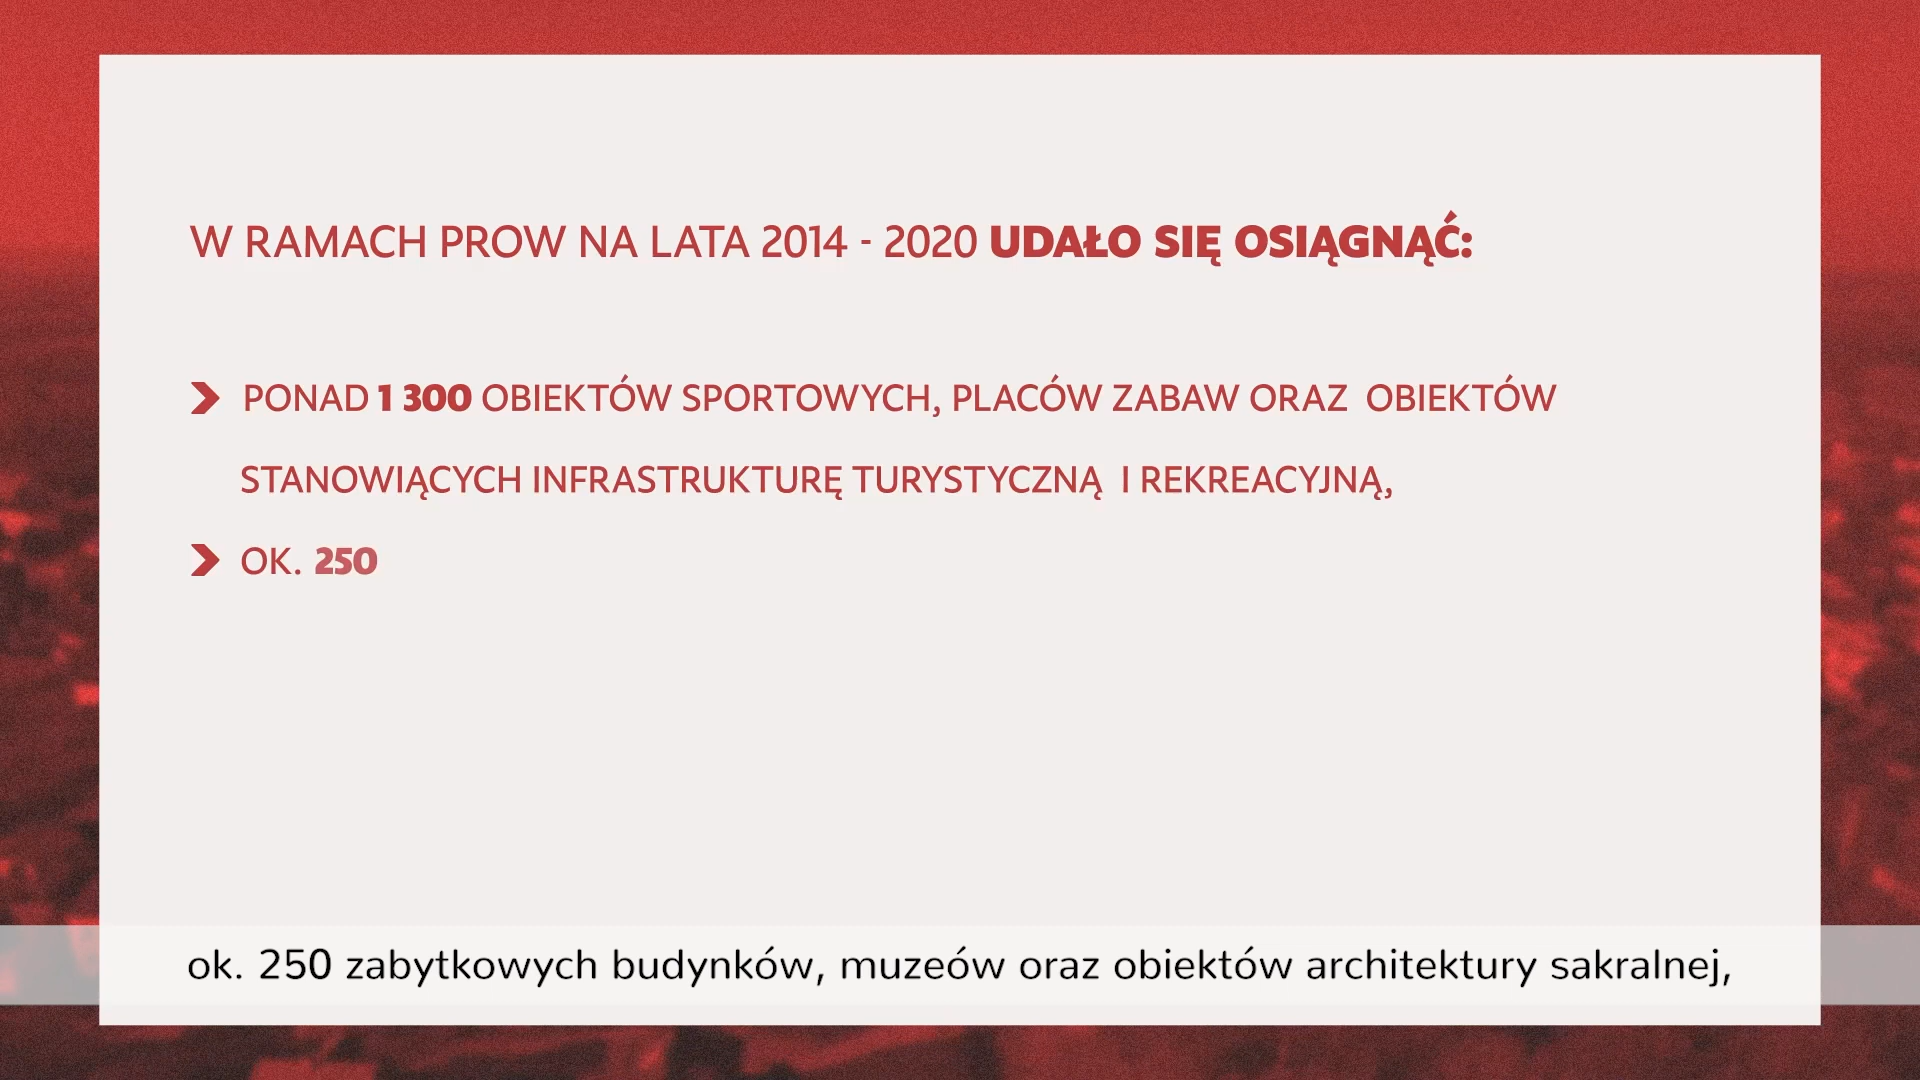 W RAMACH PROW NA LATA 2014 - 2020 UDAŁO SIĘ OSIĄGNĄĆ:
PONAD 1 300 OBIEKTÓW SPORTOWYCH, PLACÓW ZABAW ORAZ OBIEKTÓW
STANOWIĄCYCH INFRASTRUKTURĘ TURYSTYCZNĄ I REKREACYJNĄ,
OK. 250
ok. 250 zabytkowych budynków, muzeów oraz obiektów architektury sakralnej,